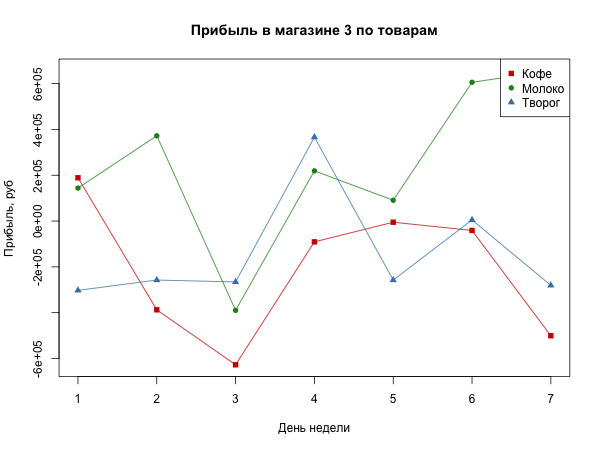 Прибыль в магазине 3 по товарам
Прибыль, руб
6e+05
4e+05
2e+05
0e+00
-2e+05
-6e+05
Кофе
Молоко
Творог
1 2 3 4 5 6 7
День недели